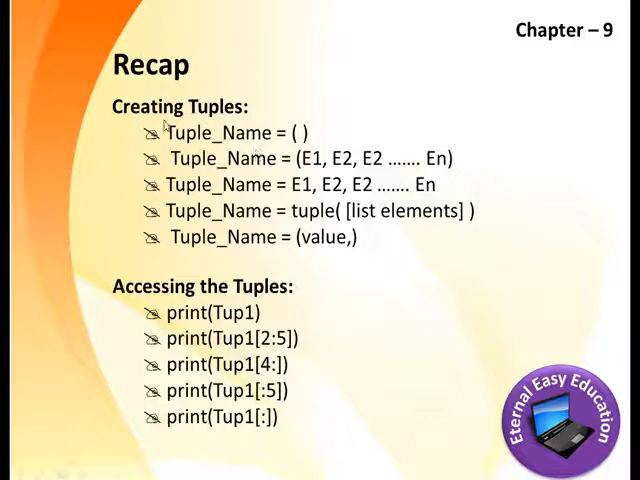 Chapter – 9
Recap
Creating Tuples:
Tuple_Name = ( )
Tuple_Name = (E1, E2, E2 ....... En)
Tuple_Name = E1, E2, E2 ....... En
Tuple_Name = tuple( [list elements] )
Tuple_Name = (value,)
Accessing the Tuples:
print(Tup1)
print(Tup1[2:5])
print(Tup1[4:])
print(Tup1[:5])
print(Tup1[:])
Eternal Easy Education